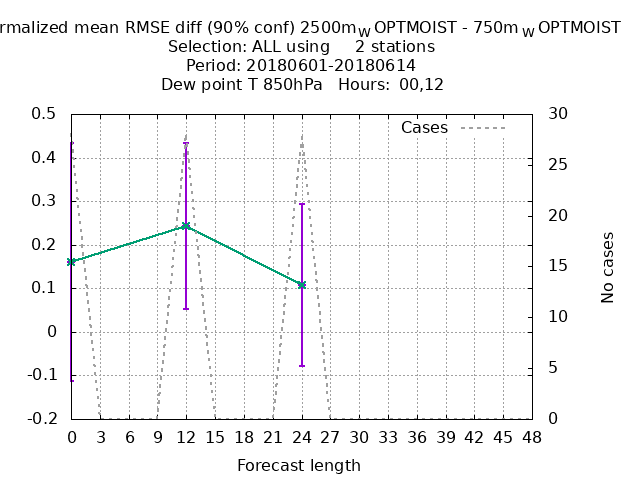 rmalized mean RMSE diff (90% conf) 2500m W OPTMOIST - 750m W OPTMOIST
Selection: ALL using 2 stations
Period: 20180601-20180614
Dew point T 850hPa Hours: 00,12
Cases
0.5
0.4
0.3
0.2
0.1
0
-0.1
-0.2
30
25
20
15
10
5
0
No cases
0 3 6 9 12 15 18 21 24 27 30 33 36 39 42 45 48
Forecast length